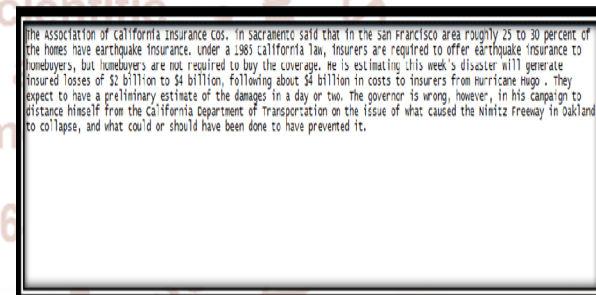 The Association of California Insurance Cos. in Sacramento said that in the San Francisco area roughly 25 to 30 percent of
the homes have earthquake insurance. Under a 1985 California law, insurers are required to offer earthquake insurance to
homebuyers, but homebuyers are not required to buy the coverage. He is estimating this week's disaster will generate
insured losses of $2 billion to $4 billion, following about $4 billion in costs to insurers from Hurricane Hugo . They
expect to have a preliminary estimate of the damages in a day or two. The governor is wrong, however, in his campaign to
distance himself from the California Department of Transportation on the issue of what caused the Nimitz Freeway in Oakland
to collapse, and what could or should have been done to have prevented it.